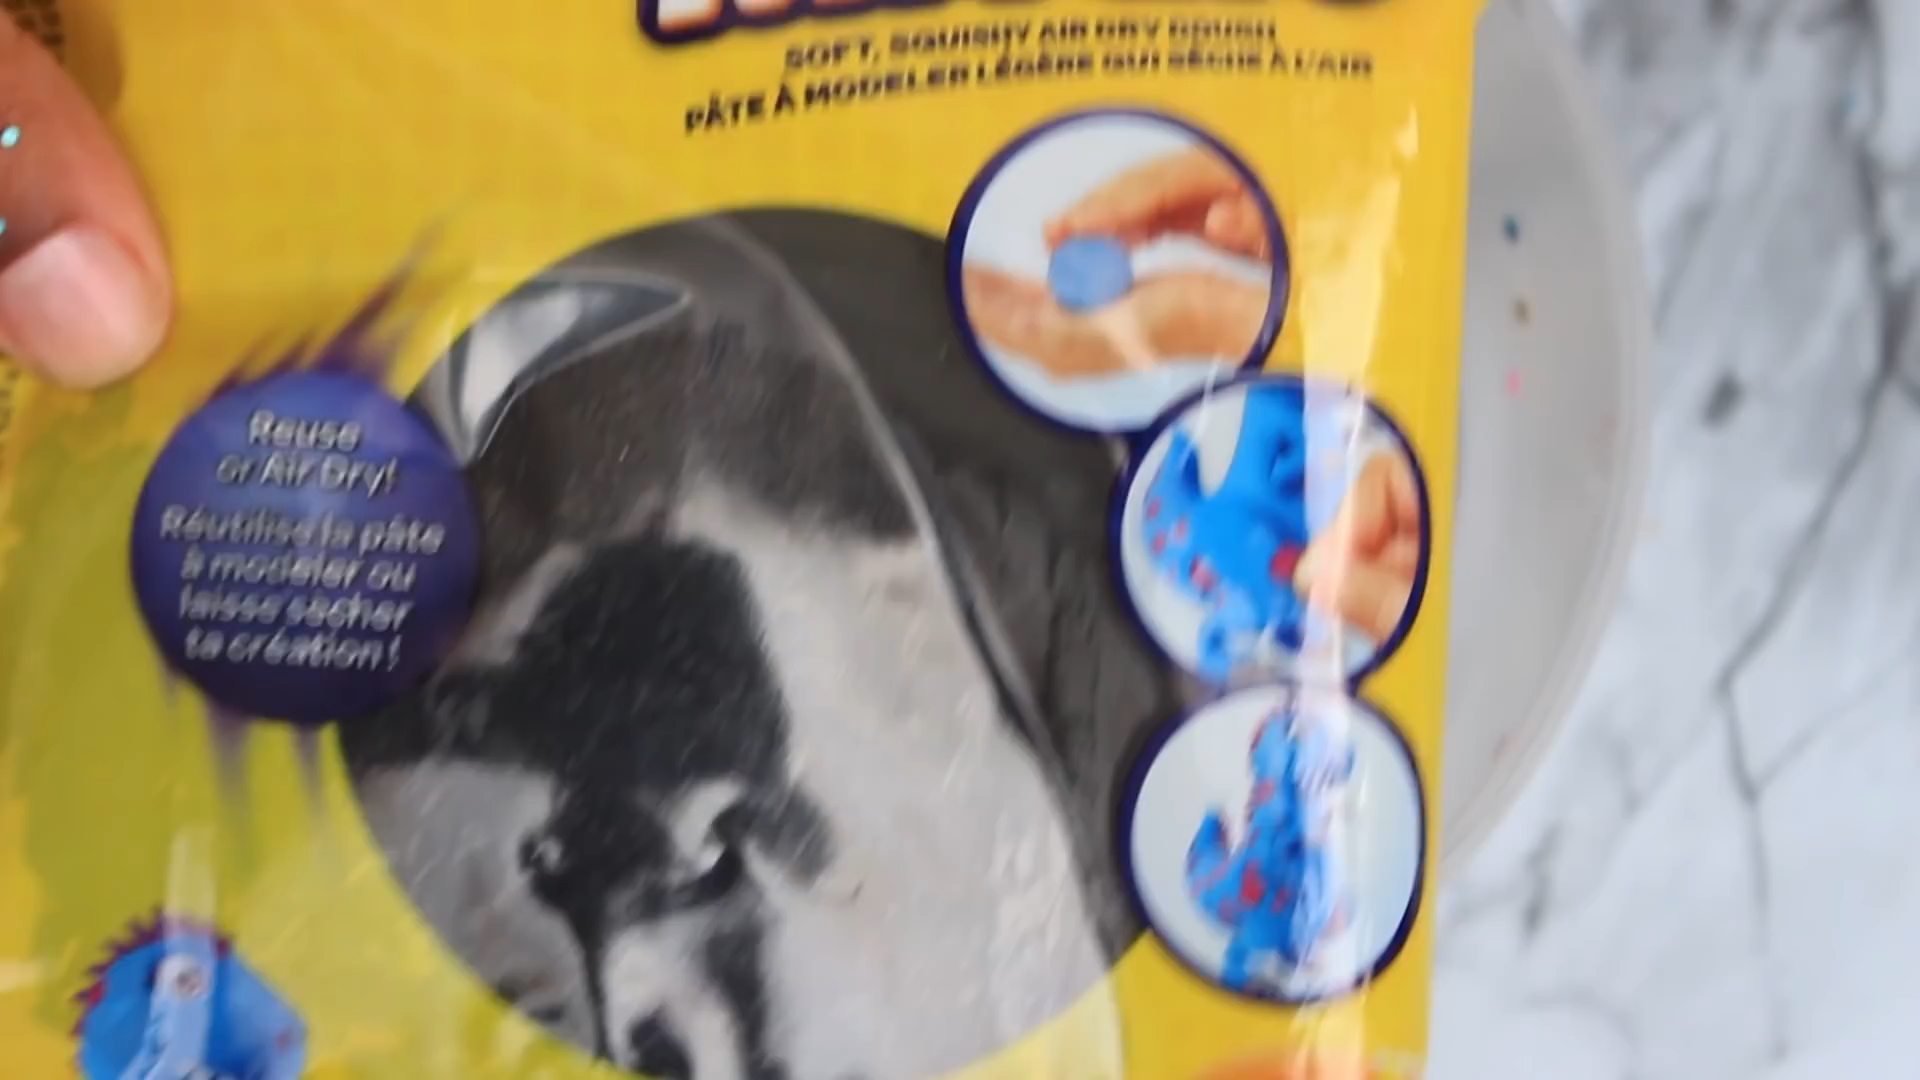 SOFT, SQUISHY AIR DRY DOUGH
PÂTE À MODELER LÉGÈRE QUI SÈCHE À L'AIR
Reuse
or Air Dry!
Réutilise la pâte
à modeler ou
laisse sécher
ta création !